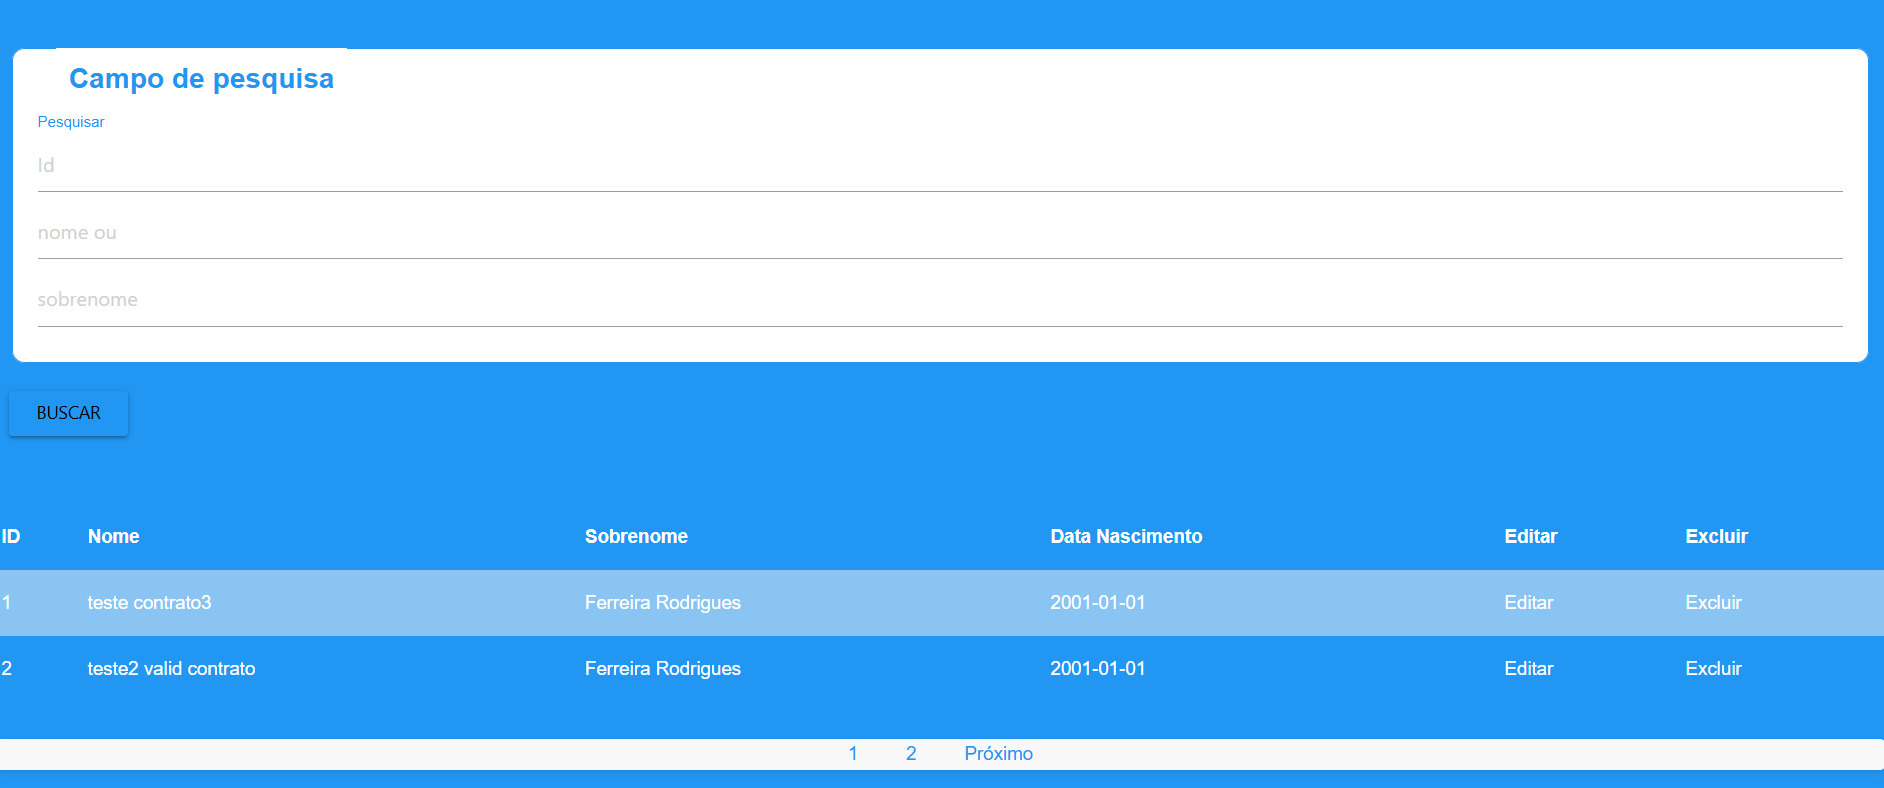 Campo de pesquisa
Pesquisar
Id
nome ou
sobrenome
BUSCAR
ID Nome Sobrenome Data Nascimento Editar Excluir
1 teste contrato3 Ferreira Rodrigues 2001-01-01 Editar Excluir
2 teste2 valid contrato Ferreira Rodrigues 2001-01-01 Editar Excluir
1 2 Próximo